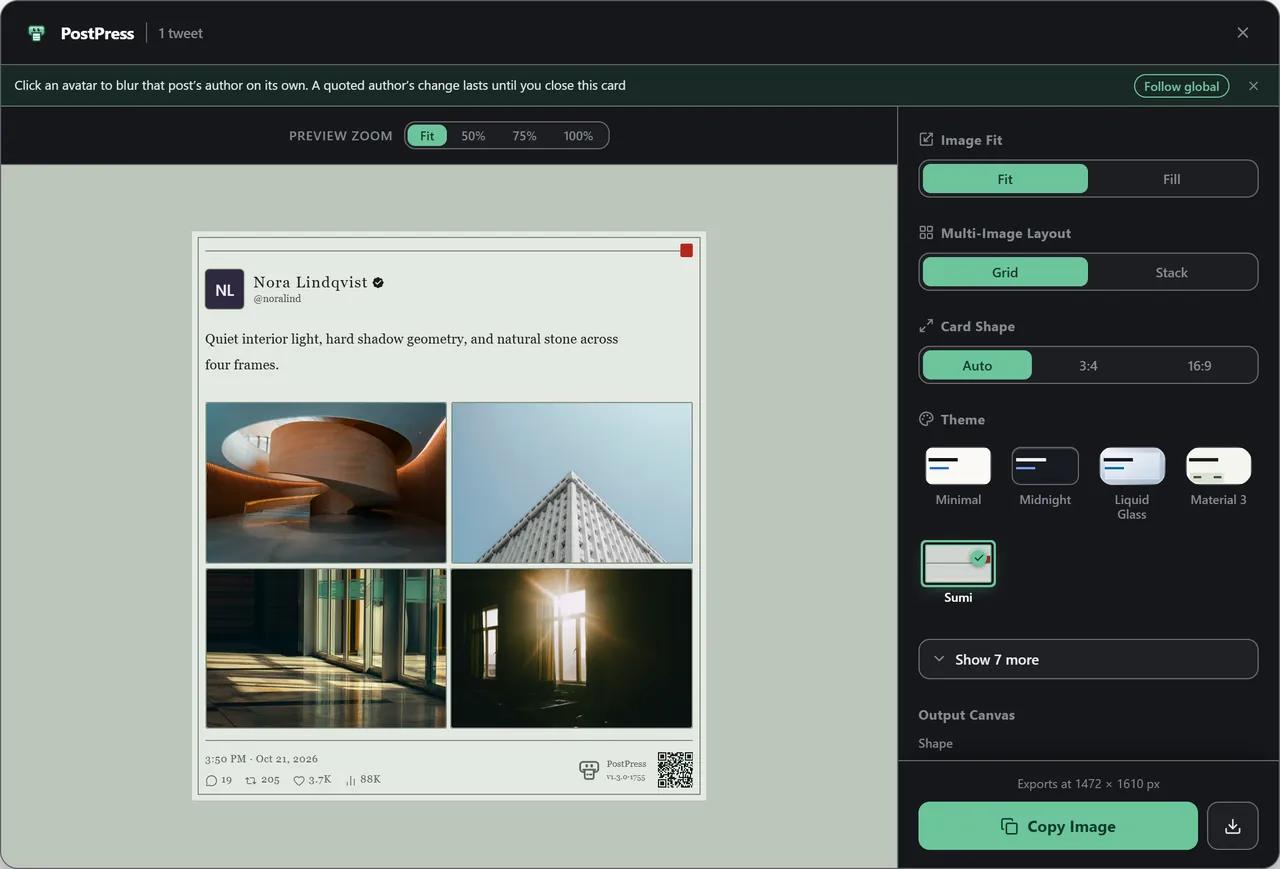 PostPress
1 tweet
Click an avatar to blur that post's author on its own. A quoted author's change lasts until you close this card
Follow global
PREVIEW ZOOM
Fit
50%
75%
100%
NL
Nora Lindqvist
@noralind
Quiet interior light, hard shadow geometry, and natural stone across
four frames.
3:50 PM · Oct 21, 2026
19
205
3.7K
88K
PostPress
v1.3.0-1755
Image Fit
Fit
Fill
Multi-Image Layout
Grid
Stack
Card Shape
Auto
3:4
16:9
Theme
Minimal
Midnight
Liquid
Glass
Material 3
Sumi
Show 7 more
Output Canvas
Shape
Exports at 1472 × 1610 px
Copy Image